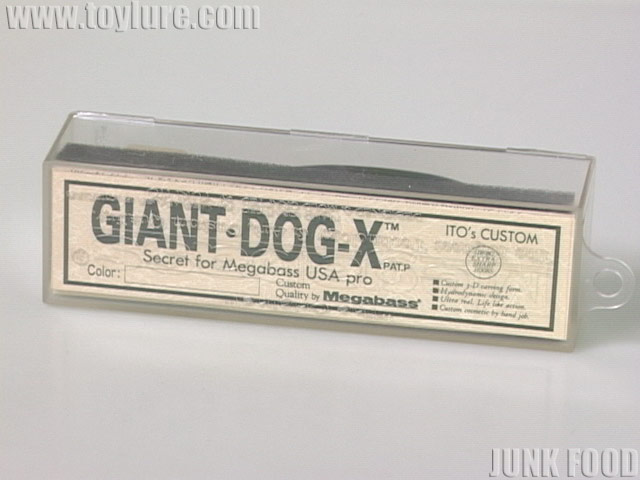 www.toylure.com
GIANT·DOG-X™
PAT.P
Secret for Megabass USA pro
Color:
Custom
Quality by Megabass®
ITO's CUSTOM
■ Custom 3-D carving form.
■ Hydrodynamic design.
■ Ultra real. Life like action.
■ Custom cosmetic by hand job.
JUNK FOOD